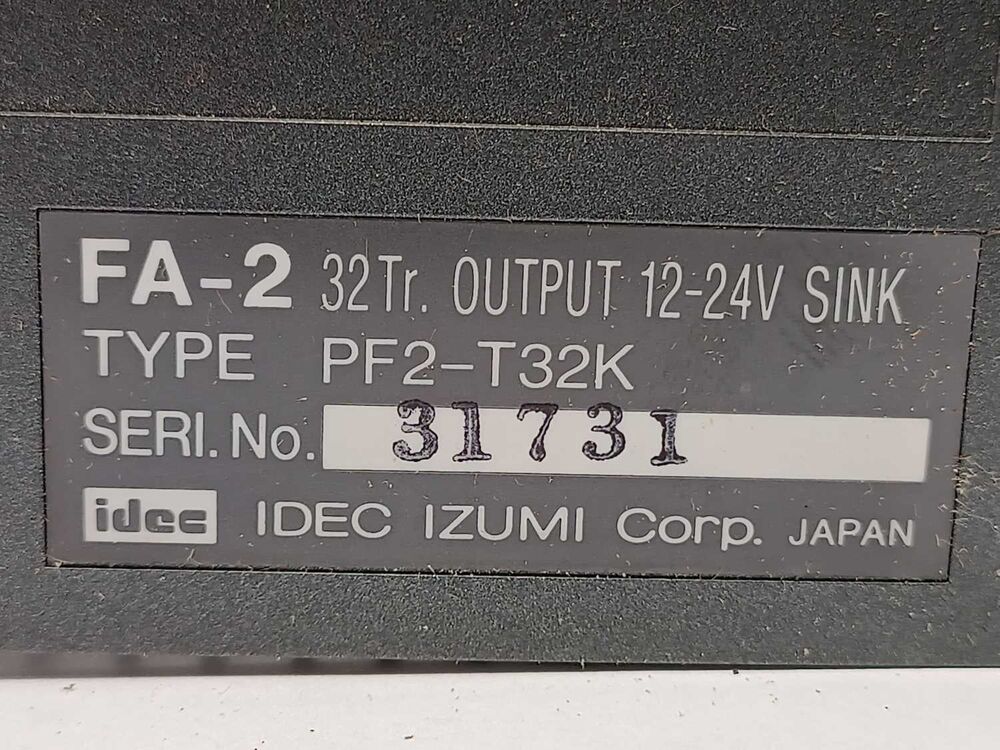 FA-2 32Tr. OUTPUT 12-24V SINK
TYPE PF2-T32K
SERI. No. 31731
idec IDEC IZUMI Corp. JAPAN